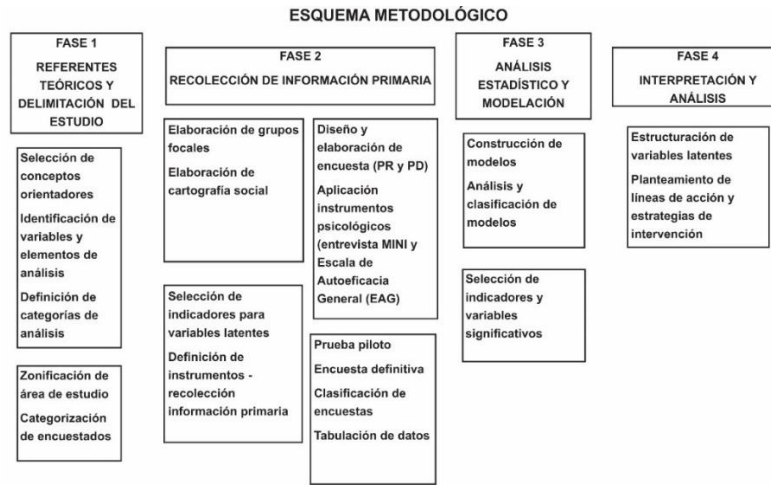 ESQUEMA METODOLÓGICO
FASE 1
REFERENTES
TEÓRICOS Y
DELIMITACIÓN DEL
ESTUDIO
Selección de
conceptos
orientadores
Identificación de
variables y
elementos de
análisis
Definición de
categorías de
análisis
Zonificación de
área de estudio
Categorización
de encuestados
FASE 2
RECOLECCIÓN DE INFORMACIÓN PRIMARIA
Elaboración de grupos
focales
Elaboración de
cartografía social
Selección de
indicadores para
variables latentes
Definición de
instrumentos -
recolección
información primaria
Diseño y
elaboración de
encuesta (PR y PD)
Aplicación
instrumentos
psicológicos
(entrevista MINI y
Escala de
Autoeficacia
General (EAG)
Prueba piloto
Encuesta definitiva
Clasificación de
encuestas
Tabulación de datos
FASE 3
ANÁLISIS
ESTADÍSTICO Y
MODELACIÓN
Construcción de
modelos
Análisis y
clasificación de
modelos
Selección de
indicadores y
variables
significativos
FASE 4
INTERPRETACIÓN Y
ANÁLISIS
Estructuración de
variables latentes
Planteamiento de
líneas de acción y
estrategias de
intervención